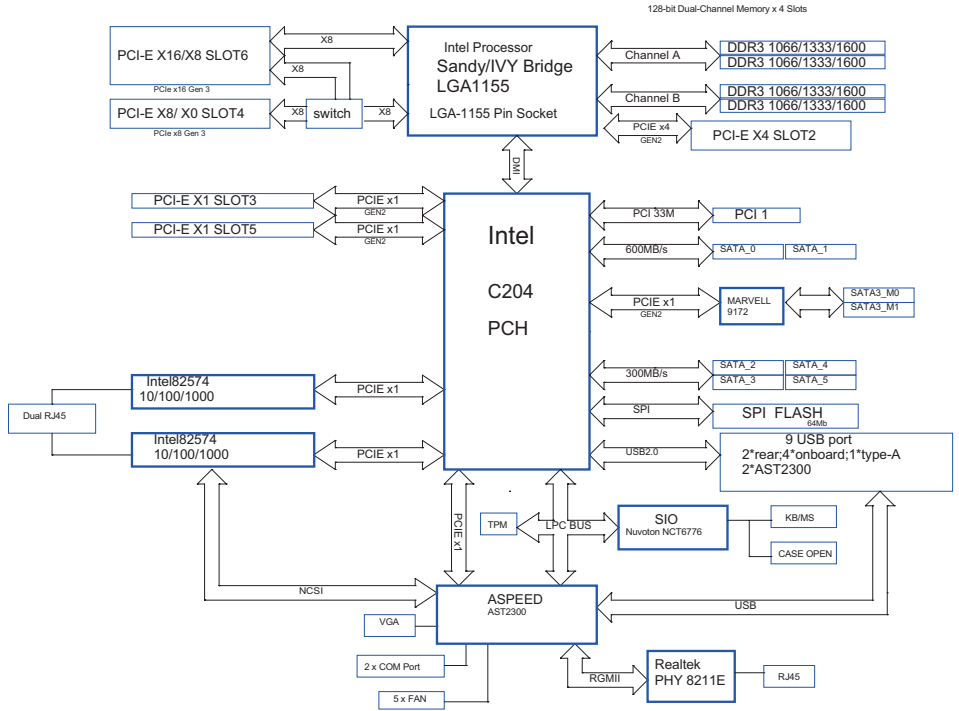 128-bit Dual-Channel Memory x 4 Slots
PCI-E X16/X8 SLOT6
PCIe x16 Gen 3
X8
X8
PCI-E X8/ X0 SLOT4
PCIe x8 Gen 3
X8
switch
X8
Intel Processor
Sandy/IVY Bridge
LGA1155
LGA-1155 Pin Socket
Channel A
DDR3 1066/1333/1600
DDR3 1066/1333/1600
Channel B
DDR3 1066/1333/1600
DDR3 1066/1333/1600
PCIE x4
GEN2
PCI-E X4 SLOT2
DMI
PCI-E X1 SLOT3
PCIE x1
GEN2
PCI-E X1 SLOT5
PCIE x1
GEN2
Intel
C204
PCH
PCI 33M
PCI 1
600MB/s
SATA_0
SATA_1
PCIE x1
GEN2
MARVELL
9172
SATA3_M0
SATA3_M1
300MB/s
SATA_2
SATA_4
SATA_3
SATA_5
SPI
SPI FLASH
64Mb
USB2.0
9 USB port
2*rear;4*onboard;1*type-A
2*AST2300
Dual RJ45
Intel82574
10/100/1000
PCIE x1
Intel82574
10/100/1000
PCIE x1
PCIE x1
TPM
LPC BUS
SIO
Nuvoton NCT6776
KB/MS
CASE OPEN
NCSI
ASPEED
AST2300
USB
VGA
2 x COM Port
5 x FAN
RGMII
Realtek
PHY 8211E
RJ45